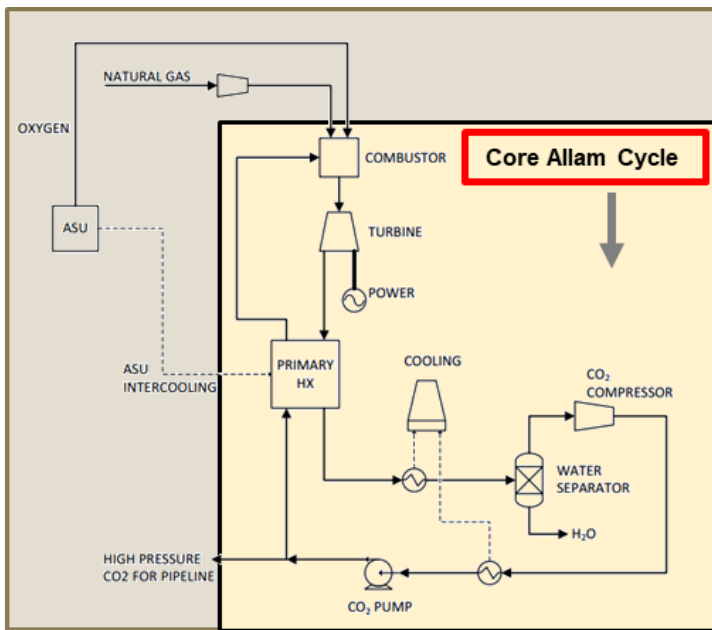 NATURAL GAS
OXYGEN
COMBUSTOR
Core Allam Cycle
ASU
TURBINE
POWER
PRIMARY
HX
COOLING
CO₂
COMPRESSOR
ASU
INTERCOOLING
WATER
SEPARATOR
H₂O
HIGH PRESSURE
CO2 FOR PIPELINE
CO₂ PUMP